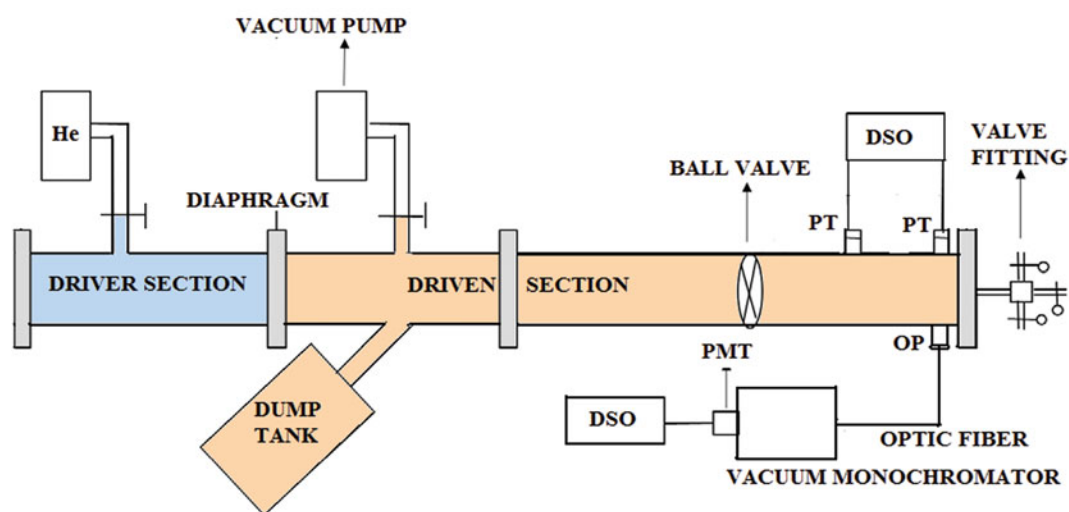 VACUUM PUMP
He
DSO
VALVE
FITTING
BALL VALVE
DIAPHRAGM
PT
PT
DRIVER SECTION
DRIVEN
SECTION
OP
PMT
DUMP
TANK
DSO
OPTIC FIBER
VACUUM MONOCHROMATOR